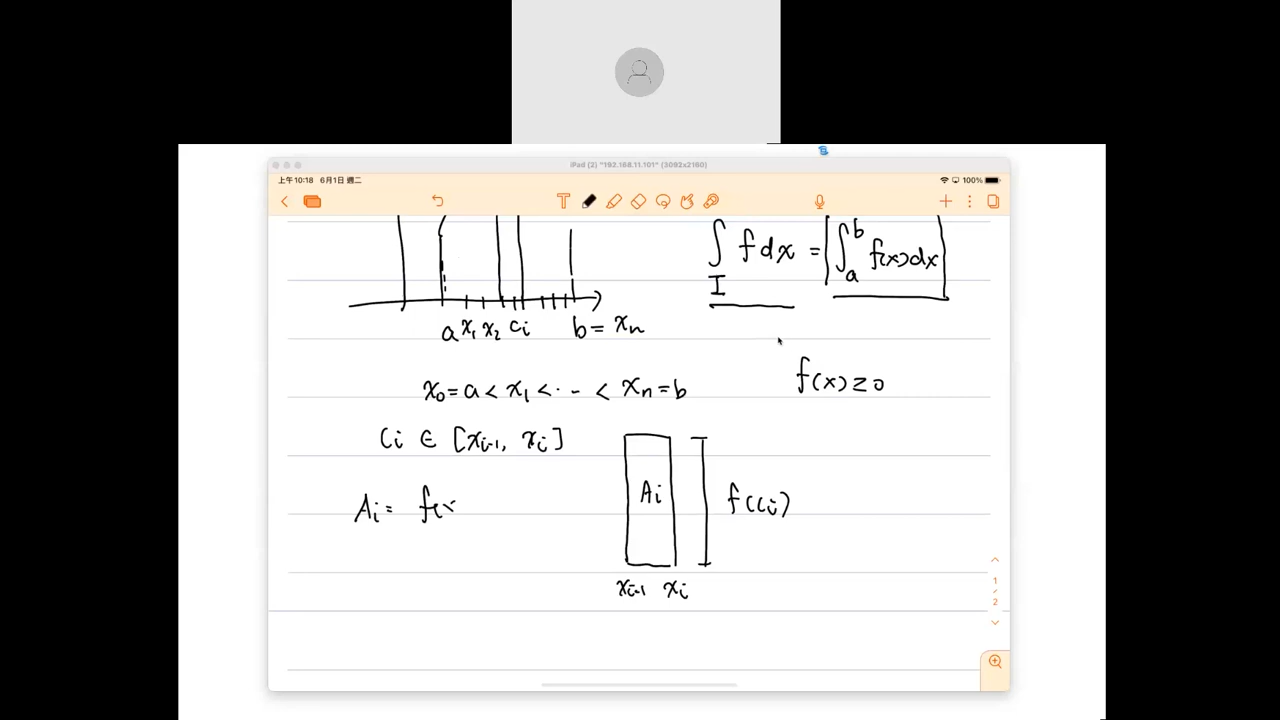 iPad (2) "192.168.11.101" (3092x2160)
上午10:18 6月1日 週二
100%
T
∫_I f dx = |∫_a^b f(x)dx|
a x₁ x₂ cᵢ b = xₙ
f(x) ≥ 0
x₀ = a < x₁ < ··· < xₙ = b
cᵢ ∈ [xᵢ₋₁, xᵢ]
Aᵢ
f(cᵢ)
Aᵢ = f(x
xᵢ₋₁ xᵢ
1
2